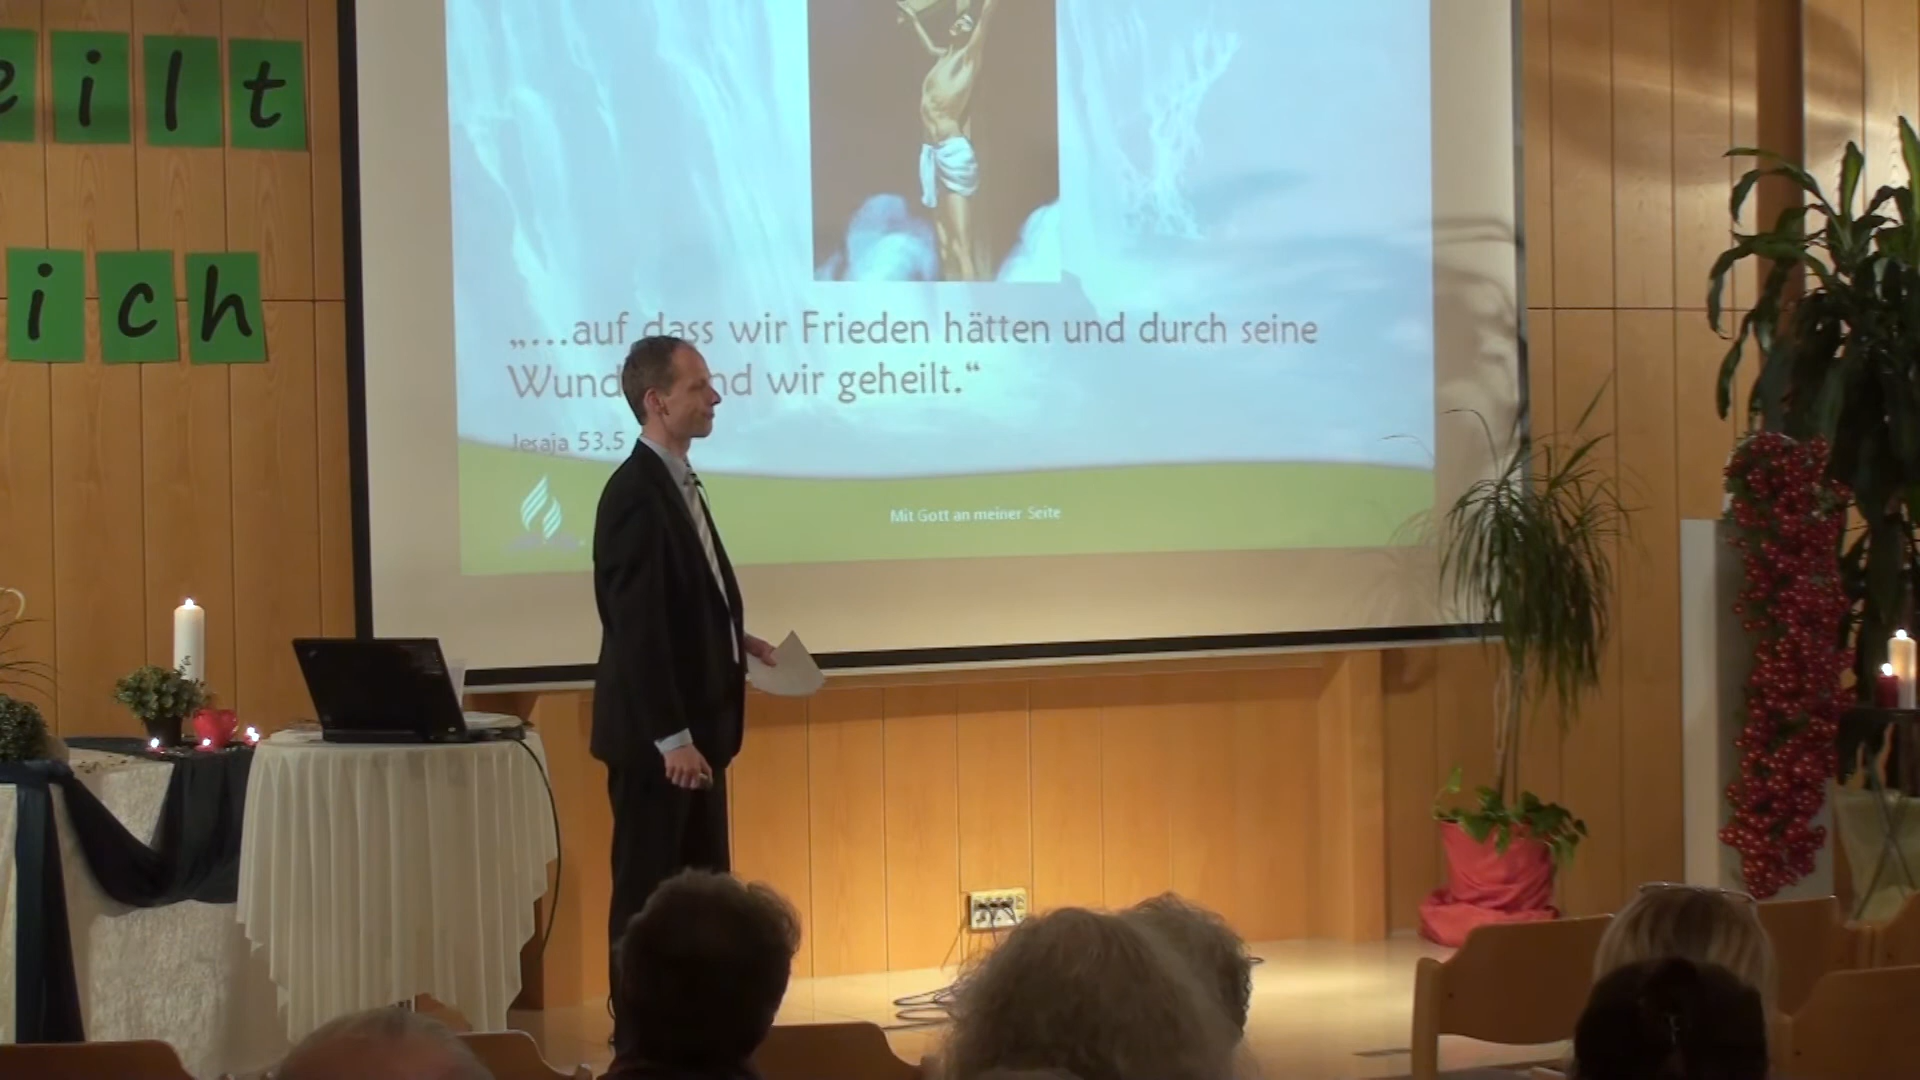 eilt
ich
„...auf dass wir Frieden hätten und durch seine
Wund nd wir geheilt.“
Jesaja 53.5
Mit Gott an meiner Seite